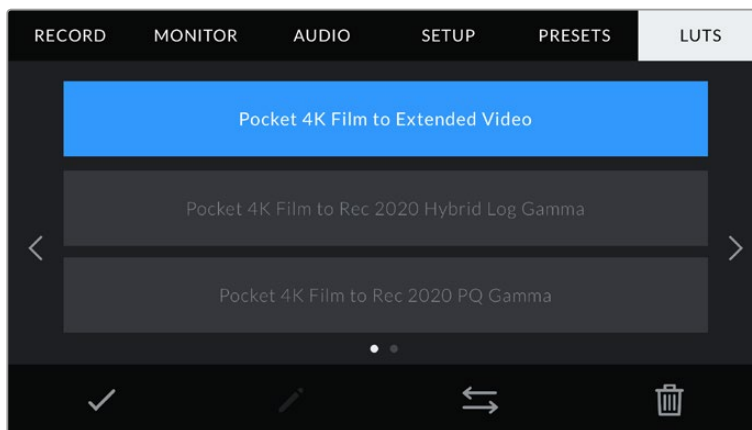 RECORD MONITOR AUDIO SETUP PRESETS LUTS
Pocket 4K Film to Extended Video
Pocket 4K Film to Rec 2020 Hybrid Log Gamma
Pocket 4K Film to Rec 2020 PQ Gamma